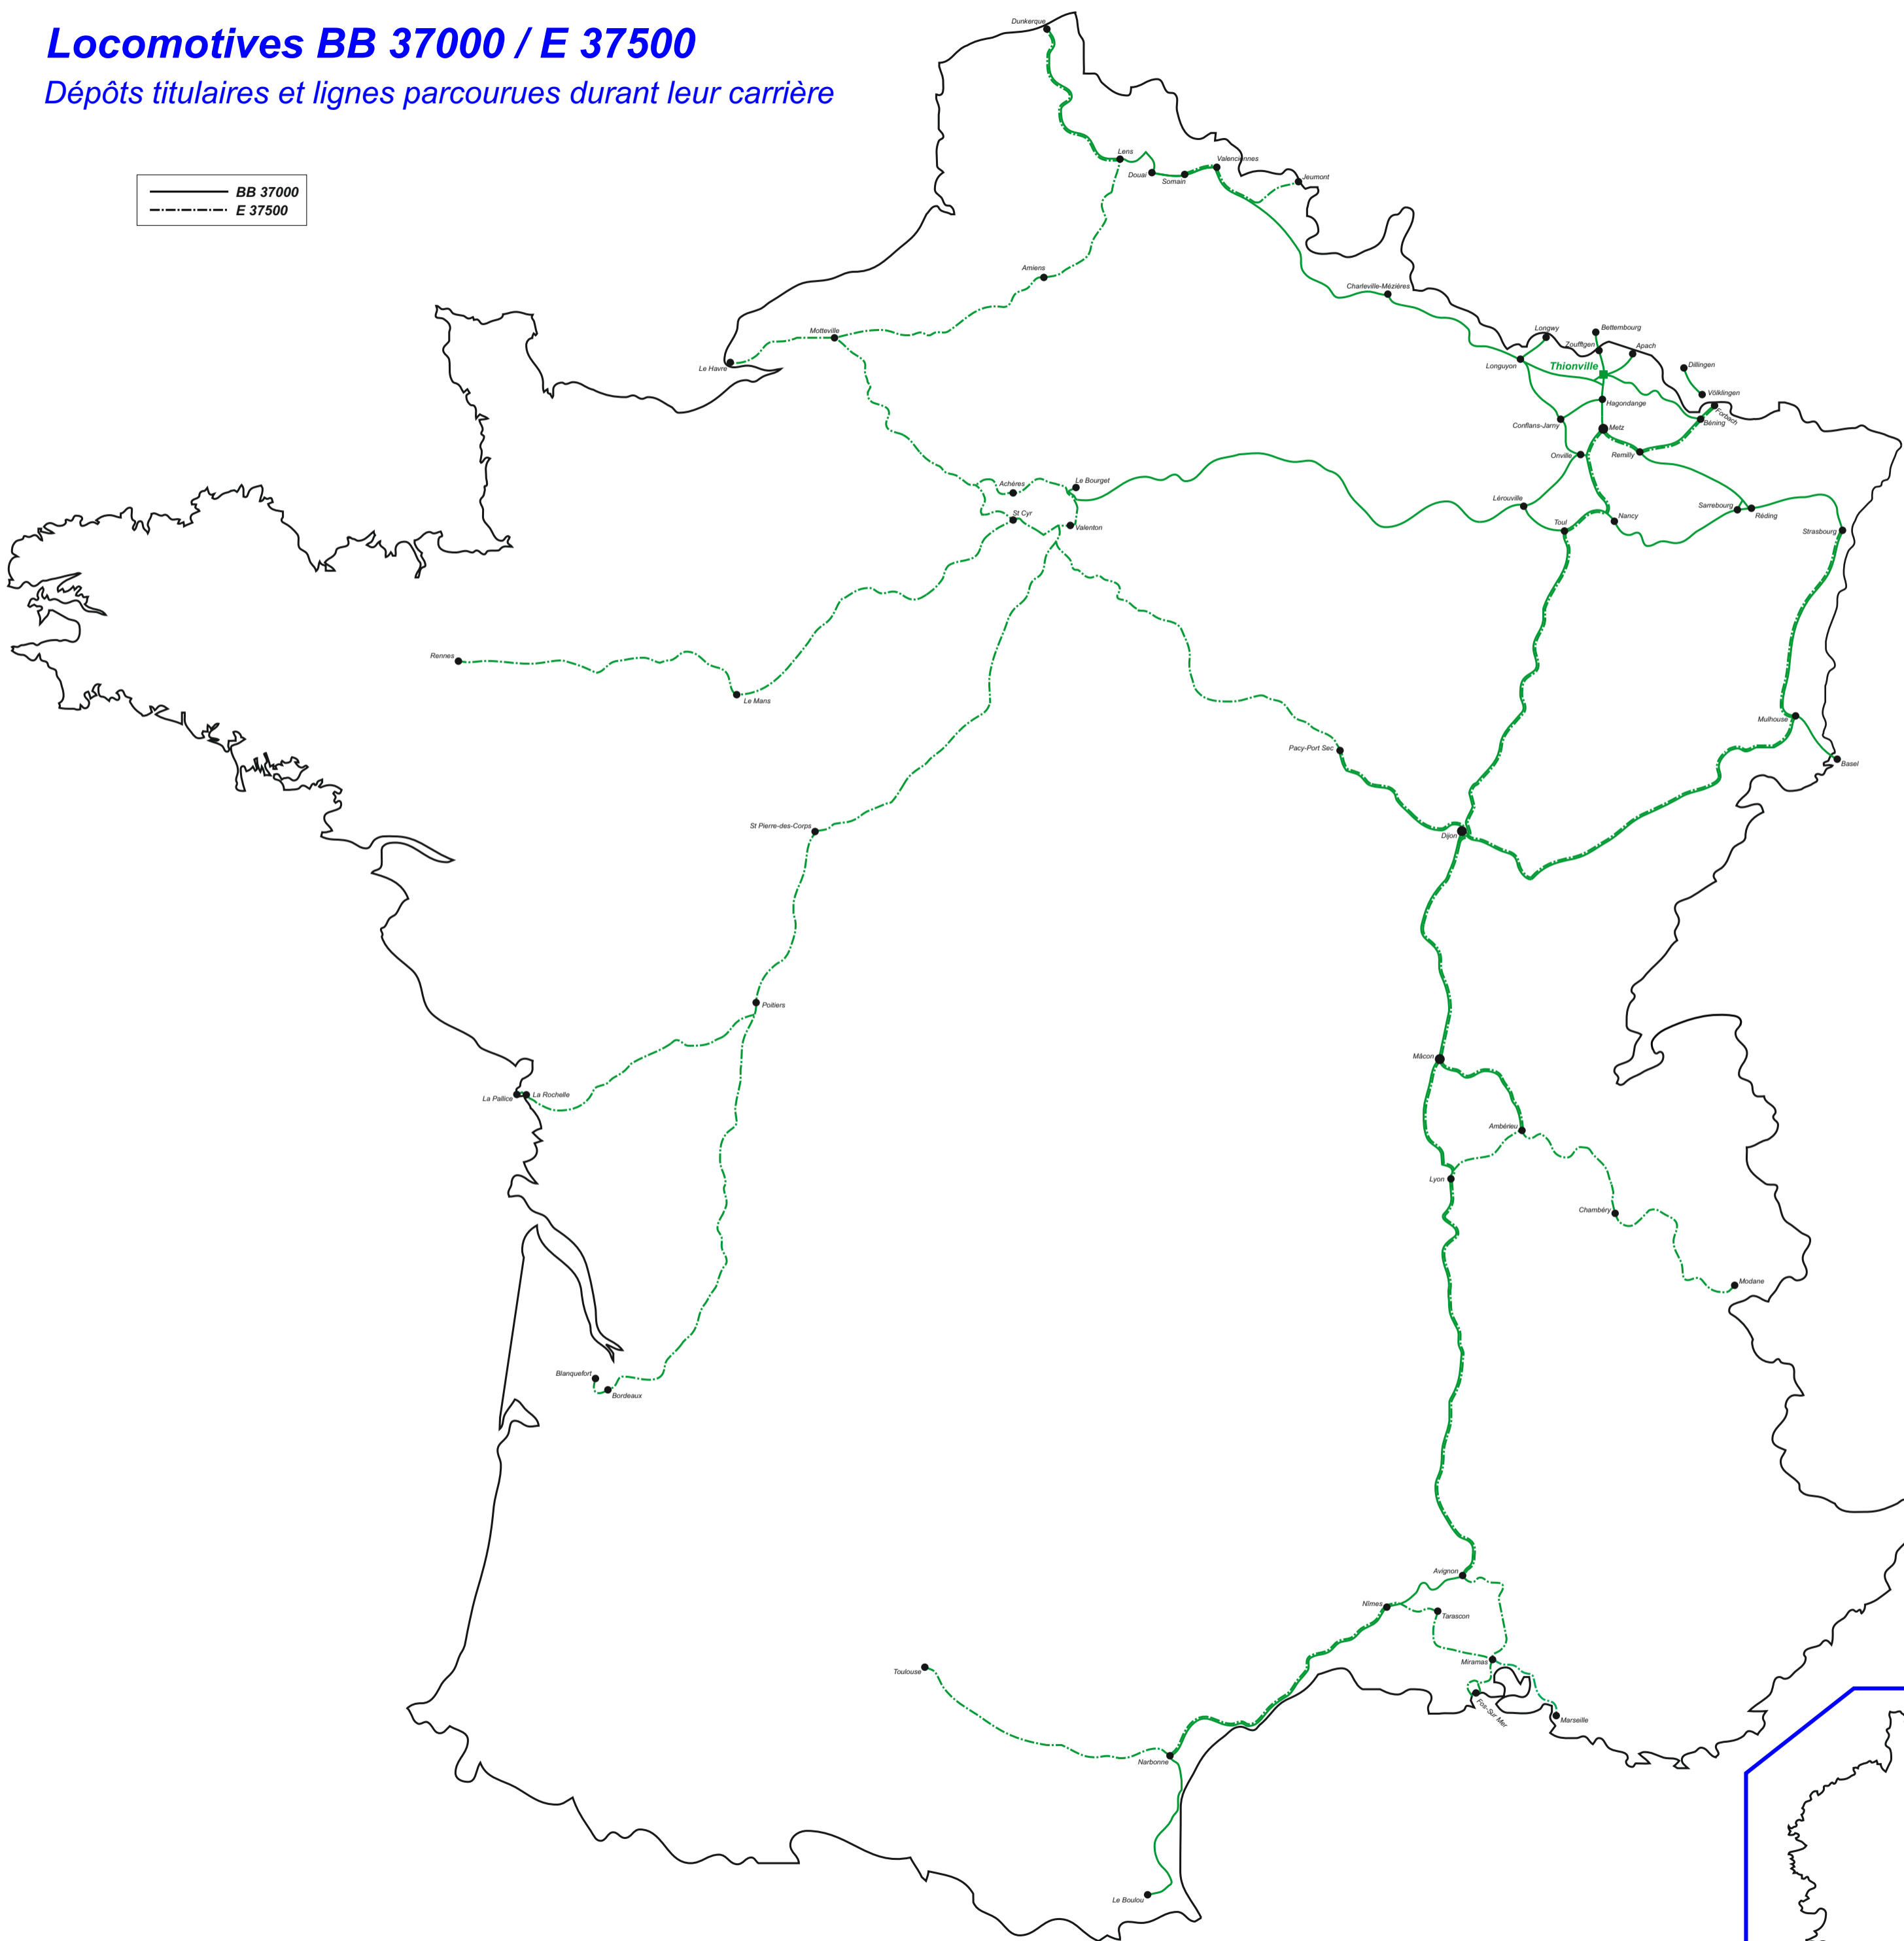 Locomotives BB 37000 / E 37500
Dépôts titulaires et lignes parcourues durant leur carrière
BB 37000
E 37500
Dunkerque
Lens
Douai
Somain
Valenciennes
Jeumont
Amiens
Charleville-Mézières
Motteville
Le Havre
Longwy
Bettembourg
Zoufftgen
Apach
Longuyon
Thionville
Dillingen
Völklingen
Hagondange
Forbach
Béning
Conflans-Jarny
Metz
Onville
Remilly
Achères
Le Bourget
St Cyr
Valenton
Lérouville
Toul
Nancy
Sarrebourg
Réding
Strasbourg
Rennes
Le Mans
Pacy-Port Sec
Mulhouse
Basel
St Pierre-des-Corps
Dijon
Poitiers
Mâcon
La Pallice
La Rochelle
Ambérieu
Lyon
Chambéry
Modane
Blanquefort
Bordeaux
Avignon
Nîmes
Tarascon
Toulouse
Miramas
Fos-Sur Mer
Marseille
Narbonne
Le Boulou